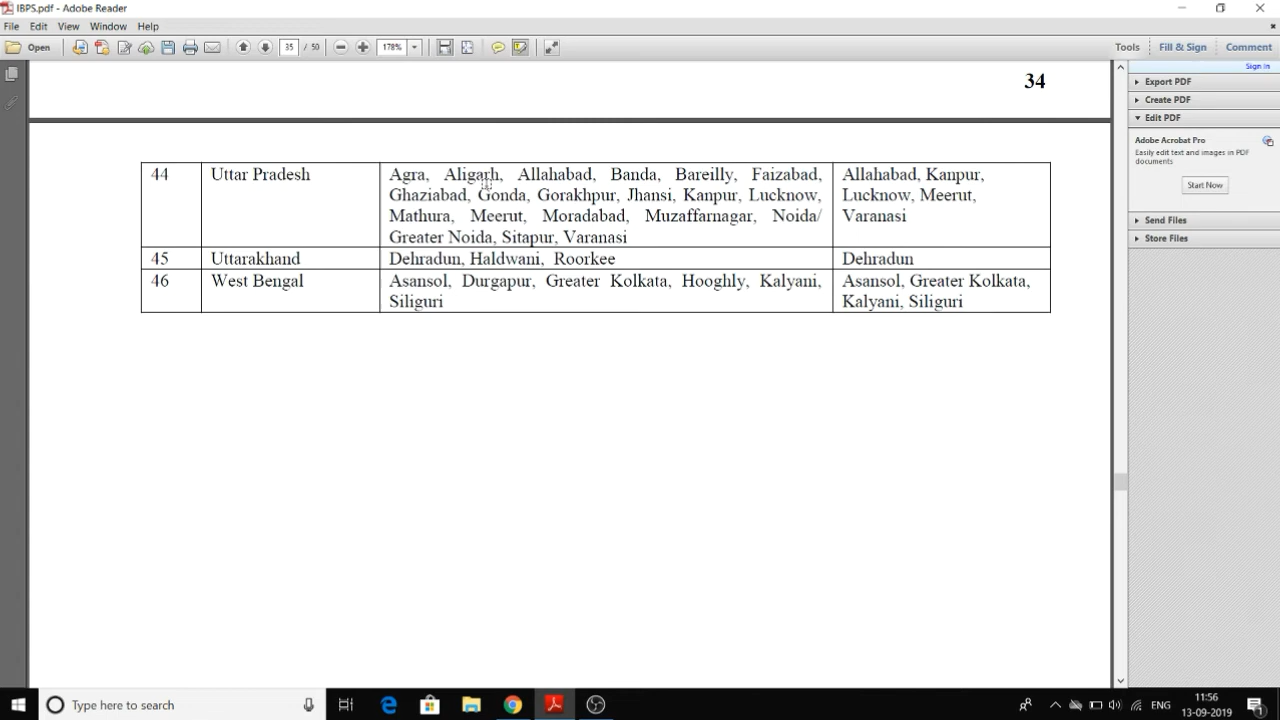 IBPS.pdf - Adobe Reader
File Edit View Window Help
Open 35 / 50 178% Tools Fill & Sign Comment
Sign In
Export PDF
Create PDF
Edit PDF
Adobe Acrobat Pro
Easily edit text and images in PDF
documents
Start Now
Send Files
Store Files
34
44 Uttar Pradesh Agra, Aligarh, Allahabad, Banda, Bareilly, Faizabad, Allahabad, Kanpur,
Ghaziabad, Gonda, Gorakhpur, Jhansi, Kanpur, Lucknow, Lucknow, Meerut,
Mathura, Meerut, Moradabad, Muzaffarnagar, Noida/ Varanasi
Greater Noida, Sitapur, Varanasi
45 Uttarakhand Dehradun, Haldwani, Roorkee Dehradun
46 West Bengal Asansol, Durgapur, Greater Kolkata, Hooghly, Kalyani, Asansol, Greater Kolkata,
Siliguri Kalyani, Siliguri
Type here to search
ENG
11:56
13-09-2019
1